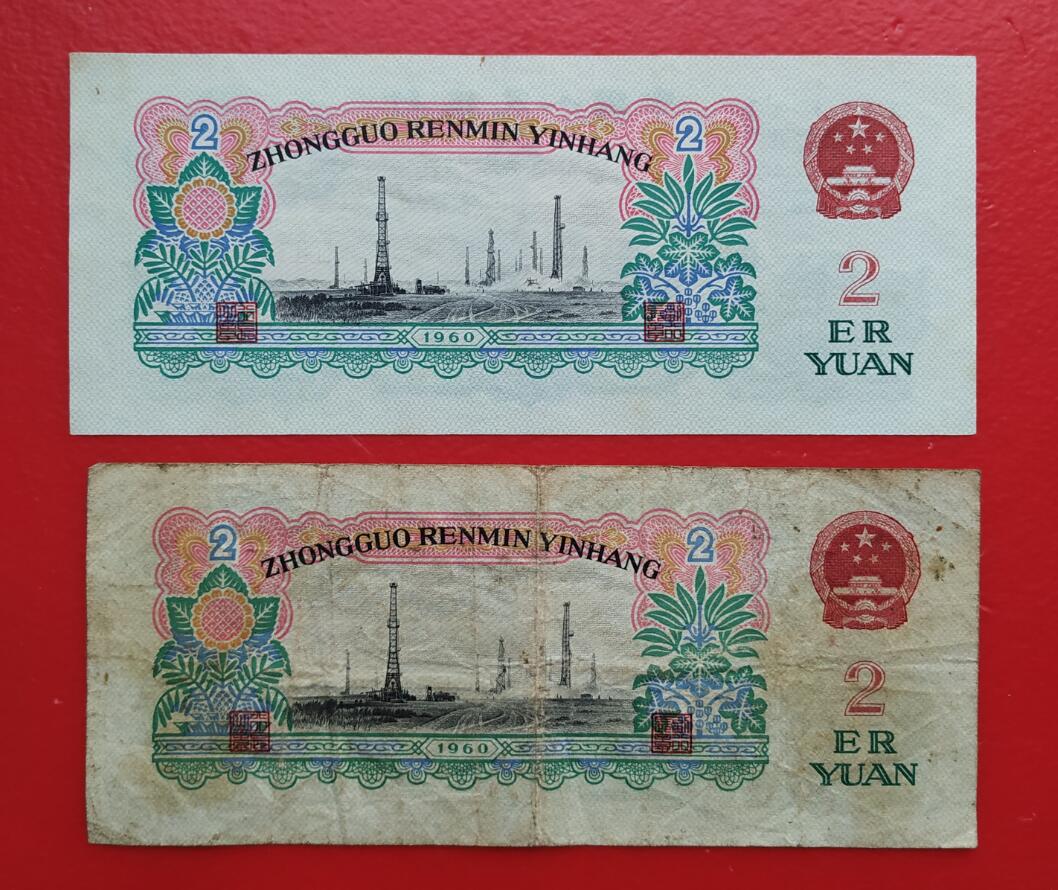 2 2
ZHONGGUO RENMIN YINHANG
2
1960
ER
YUAN
2 2
ZHONGGUO RENMIN YINHANG
2
1960
ER
YUAN